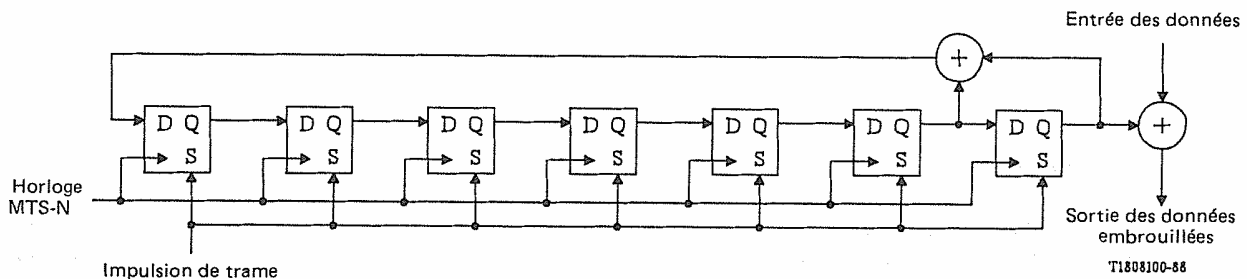 Entrée des données
+
D Q
S
D Q
S
D Q
S
D Q
S
D Q
S
D Q
S
D Q
S
+
Horloge
MTS-N
Impulsion de trame
Sortie des données
embrouillées
T1808100-88